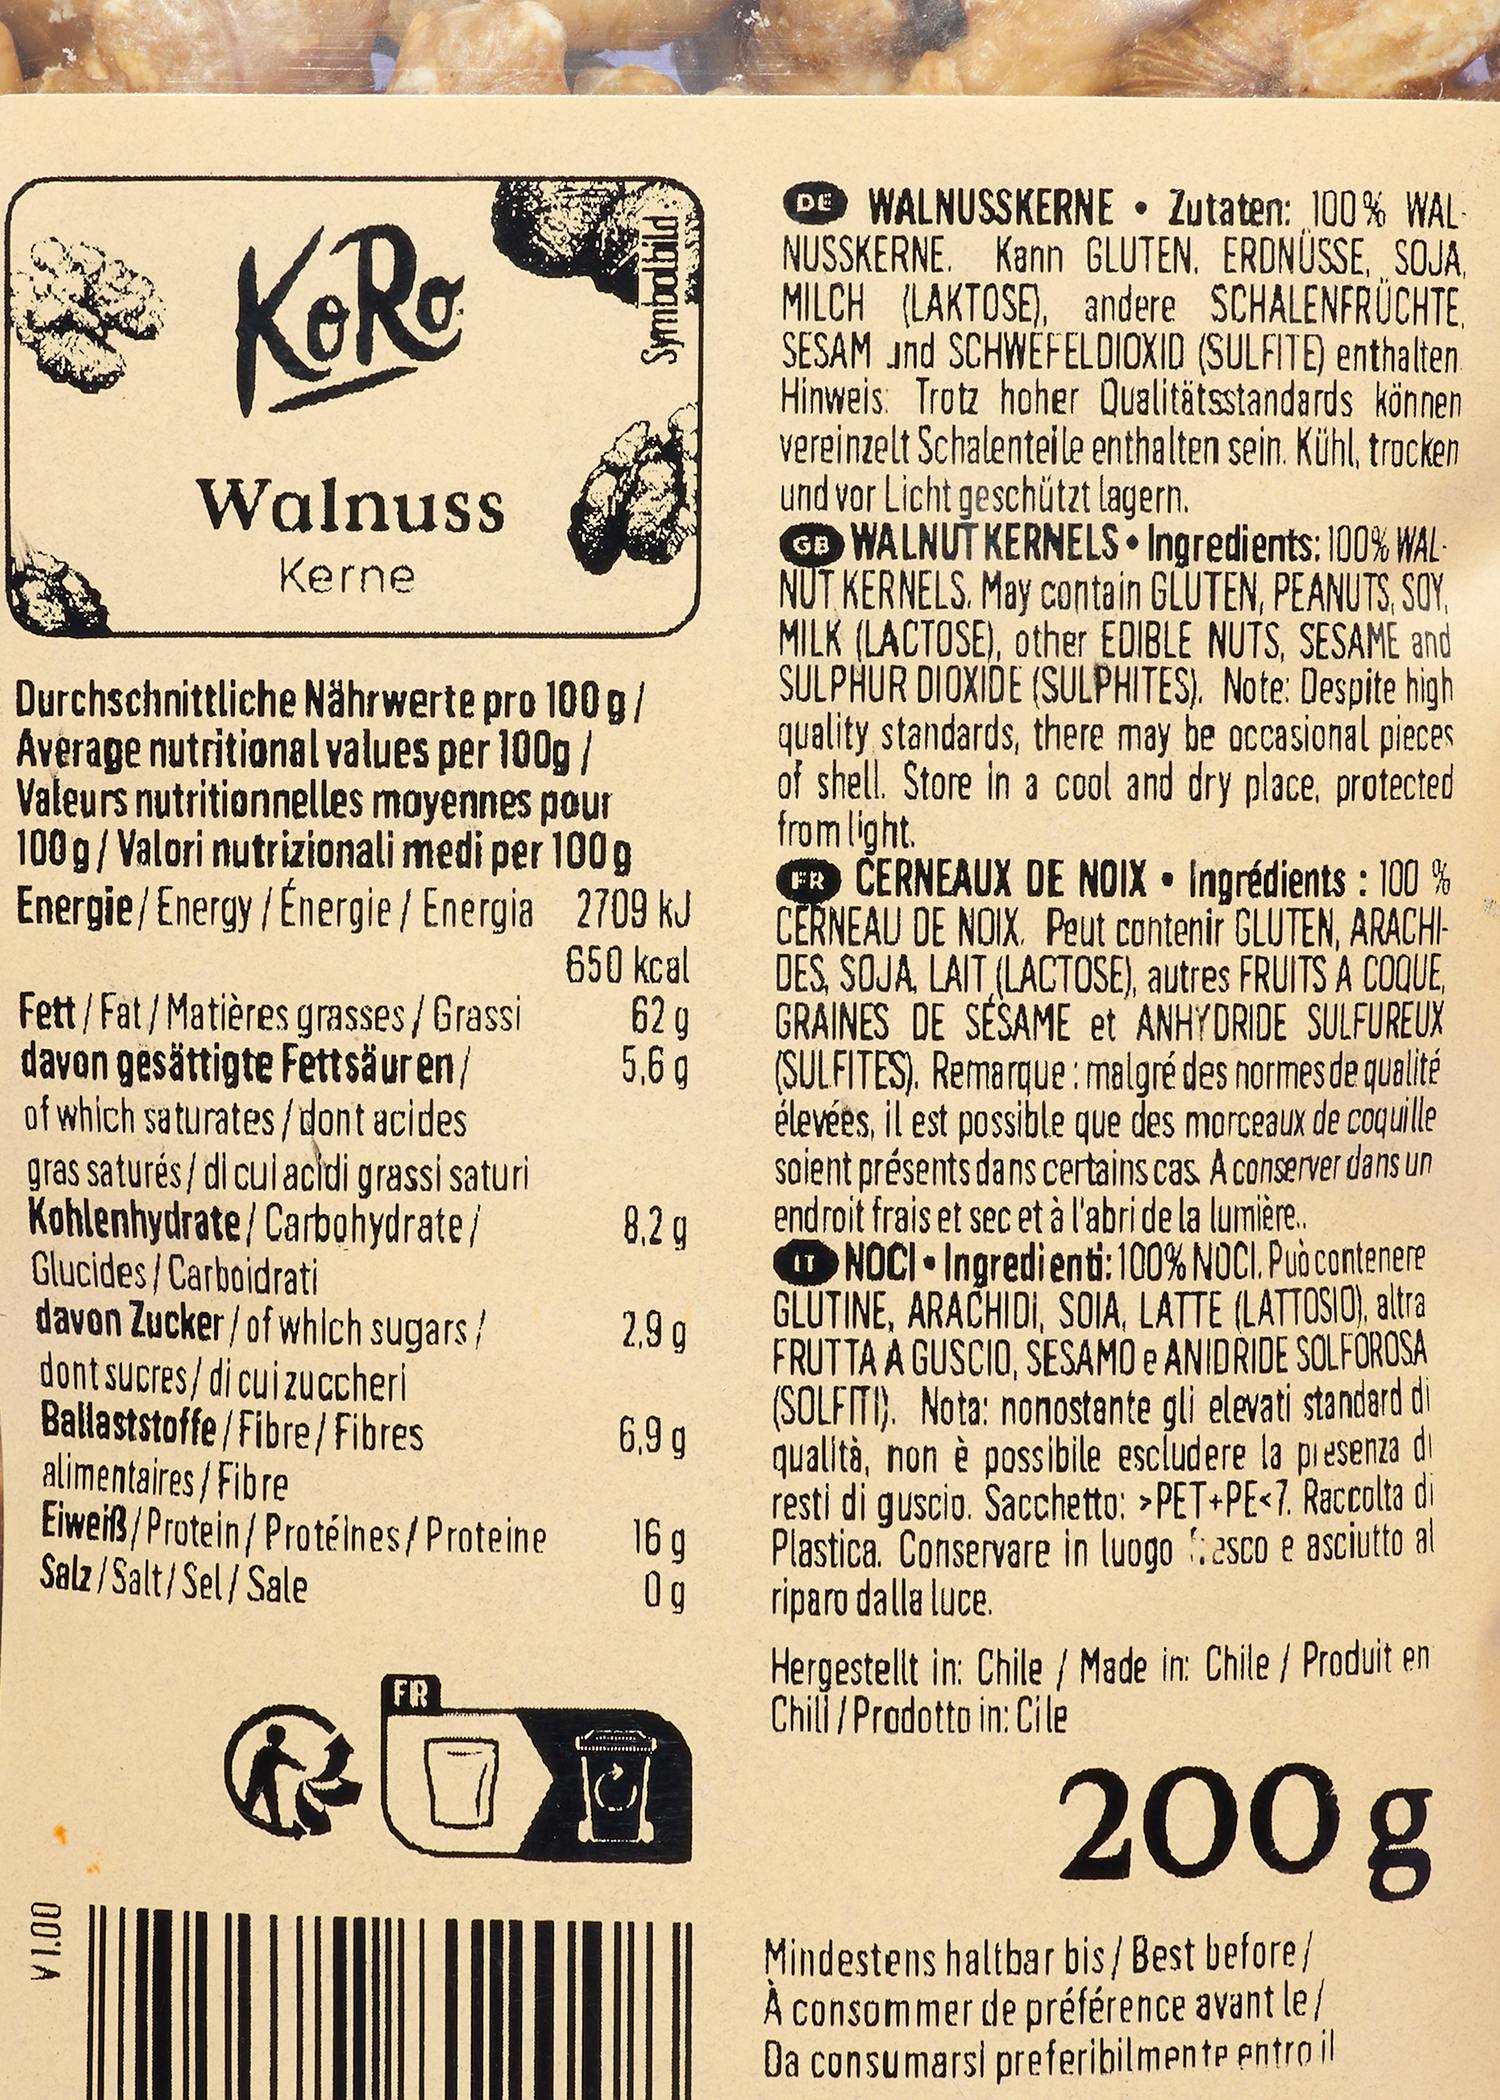 KoRo
Symbolbild
Walnuss
Kerne
Durchschnittliche Nährwerte pro 100 g /
Average nutritional values per 100g /
Valeurs nutritionnelles moyennes pour
100 g / Valori nutrizionali medi per 100 g
Energie / Energy / Énergie / Energia 2709 kJ
650 kcal
Fett / Fat / Matières grasses / Grassi 62 g
davon gesättigte Fettsäuren / 5,6 g
of which saturates / dont acides
gras saturés / di cui acidi grassi saturi
Kohlenhydrate / Carbohydrate / 8,2 g
Glucides / Carboidrati
davon Zucker / of which sugars / 2,9 g
dont sucres / di cui zuccheri
Ballaststoffe / Fibre / Fibres 6,9 g
alimentaires / Fibre
Eiweiß / Protein / Protéines / Proteine 16 g
Salz / Salt / Sel / Sale 0 g
FR
V1.00
DE WALNUSSKERNE • Zutaten: 100 % WAL-
NUSSKERNE. Kann GLUTEN, ERDNÜSSE, SOJA,
MILCH (LAKTOSE), andere SCHALENFRÜCHTE,
SESAM und SCHWEFELDIOXID (SULFITE) enthalten.
Hinweis: Trotz hoher Qualitätsstandards können
vereinzelt Schalenteile enthalten sein. Kühl, trocken
und vor Licht geschützt lagern.
GB WALNUT KERNELS • Ingredients: 100% WAL-
NUT KERNELS. May contain GLUTEN, PEANUTS, SOY,
MILK (LACTOSE), other EDIBLE NUTS, SESAME and
SULPHUR DIOXIDE (SULPHITES). Note: Despite high
quality standards, there may be occasional pieces
of shell. Store in a cool and dry place, protected
from light.
FR CERNEAUX DE NOIX • Ingrédients : 100 %
CERNEAU DE NOIX. Peut contenir GLUTEN, ARACHI-
DES, SOJA, LAIT (LACTOSE), autres FRUITS A COQUE,
GRAINES DE SÉSAME et ANHYDRIDE SULFUREUX
(SULFITES). Remarque : malgré des normes de qualité
élevées, il est possible que des morceaux de coquille
soient présents dans certains cas. A conserver dans un
endroit frais et sec et à l'abri de la lumière..
IT NOCI • Ingredienti: 100% NOCI. Può contenere
GLUTINE, ARACHIDI, SOIA, LATTE (LATTOSIO), altra
FRUTTA A GUSCIO, SESAMO e ANIDRIDE SOLFOROSA
(SOLFITI). Nota: nonostante gli elevati standard di
qualità, non è possibile escludere la presenza di
resti di guscio. Sacchetto: >PET+PE<7. Raccolta di
Plastica. Conservare in luogo fresco e asciutto al
riparo dalla luce.
Hergestellt in: Chile / Made in: Chile / Produit en
Chili / Prodotto in: Cile
200 g
Mindestens haltbar bis / Best before /
À consommer de préférence avant le /
Da consumarsi preferibilmente entro il